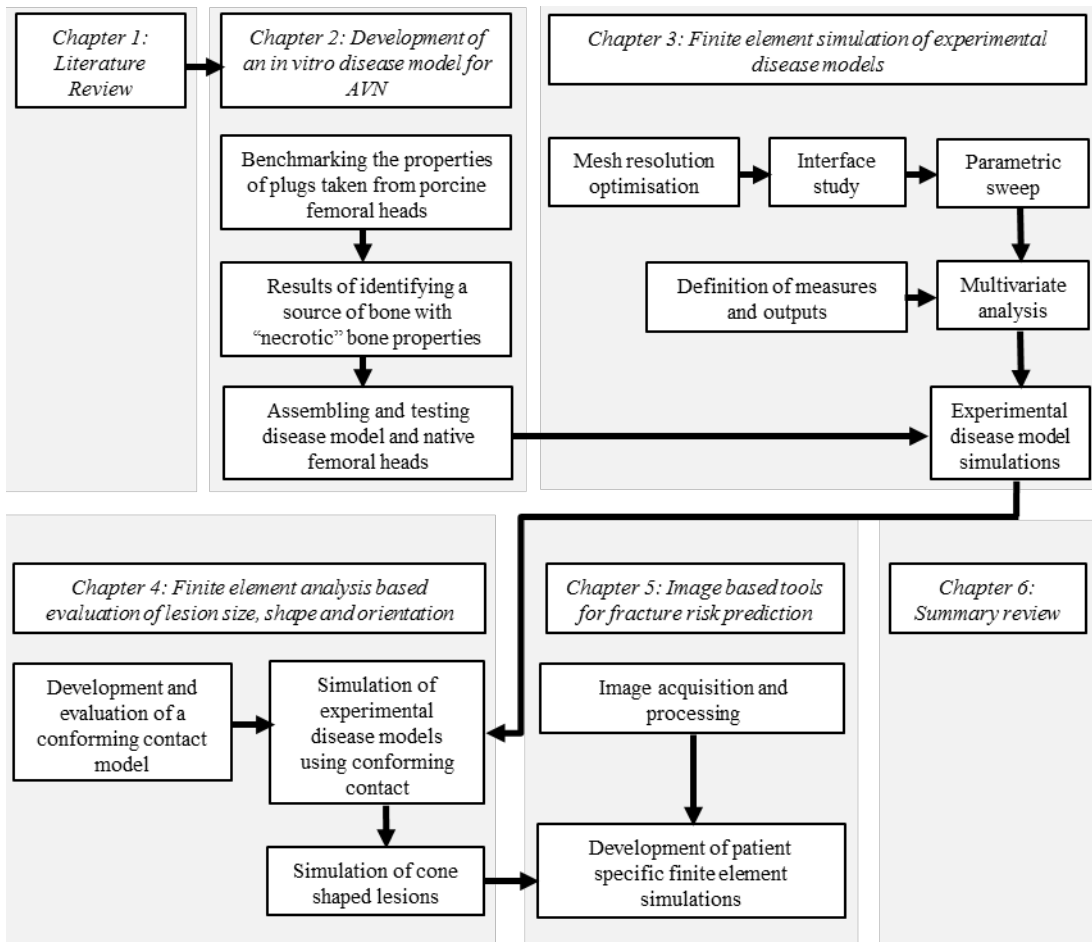 Chapter 1:
Literature
Review
Chapter 2: Development of
an in vitro disease model for
AVN
Benchmarking the properties
of plugs taken from porcine
femoral heads
Results of identifying a
source of bone with
“necrotic” bone properties
Assembling and testing
disease model and native
femoral heads
Chapter 3: Finite element simulation of experimental
disease models
Mesh resolution
optimisation
Interface
study
Parametric
sweep
Definition of measures
and outputs
Multivariate
analysis
Experimental
disease model
simulations
Chapter 4: Finite element analysis based
evaluation of lesion size, shape and orientation
Development and
evaluation of a
conforming contact
model
Simulation of
experimental
disease models
using conforming
contact
Simulation of cone
shaped lesions
Chapter 5: Image based tools
for fracture risk prediction
Image acquisition and
processing
Development of patient
specific finite element
simulations
Chapter 6:
Summary review